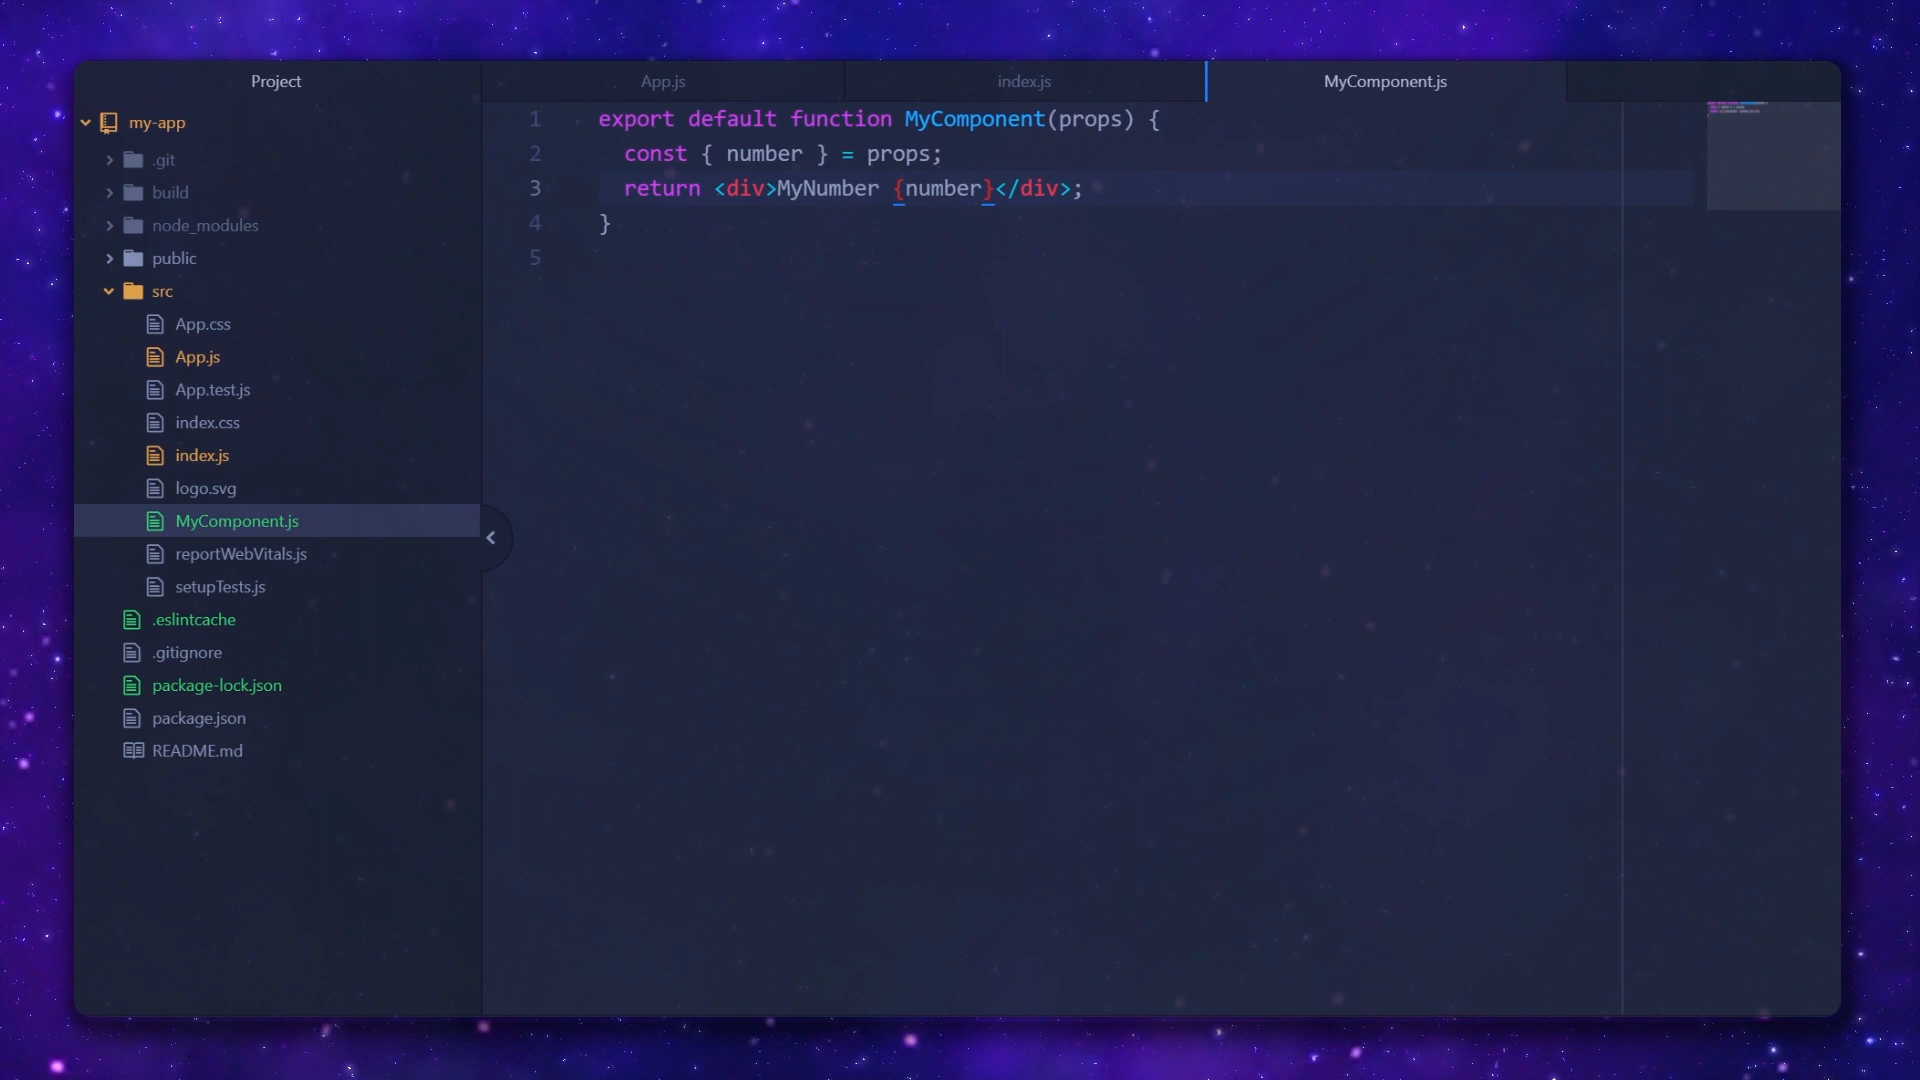 Project
my-app
.git
build
node_modules
public
src
App.css
App.js
App.test.js
index.css
index.js
logo.svg
MyComponent.js
reportWebVitals.js
setupTests.js
.eslintcache
.gitignore
package-lock.json
package.json
README.md
App.js
index.js
MyComponent.js
1 export default function MyComponent(props) {
2 const { number } = props;
3 return <div>MyNumber {number}</div>;
4 }
5